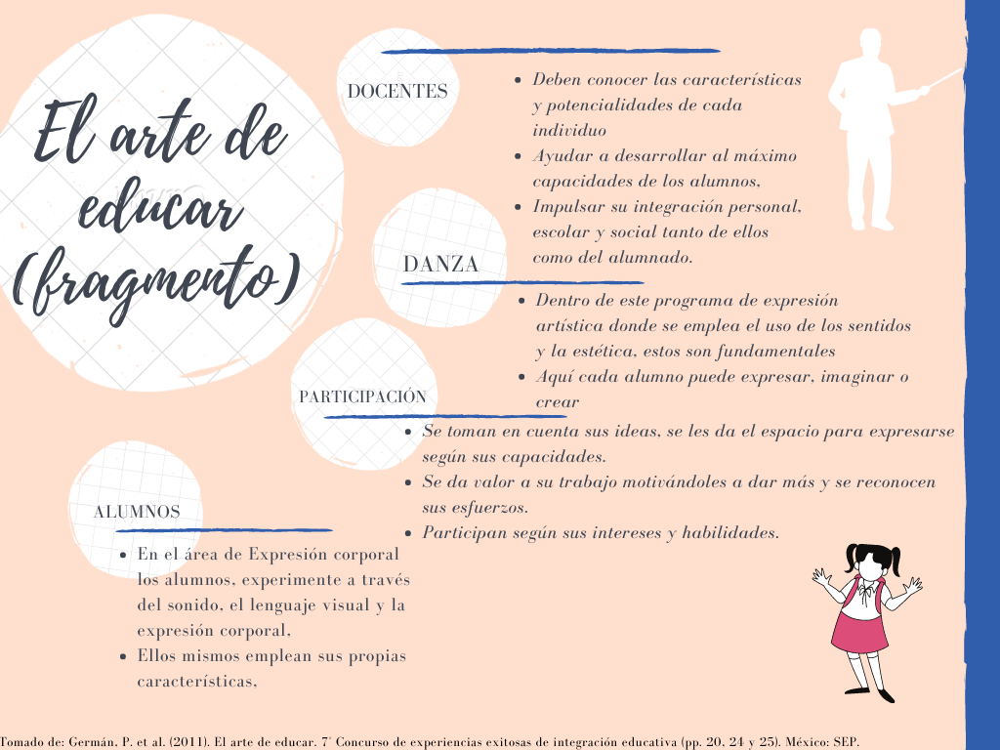 El arte de
educar
(fragmento)
DOCENTES
• Deben conocer las características
y potencialidades de cada
individuo
• Ayudar a desarrollar al máximo
capacidades de los alumnos,
• Impulsar su integración personal,
escolar y social tanto de ellos
como del alumnado.
DANZA
• Dentro de este programa de expresión
artística donde se emplea el uso de los sentidos
y la estética, estos son fundamentales
• Aquí cada alumno puede expresar, imaginar o
crear
PARTICIPACIÓN
• Se toman en cuenta sus ideas, se les da el espacio para expresarse
según sus capacidades.
• Se da valor a su trabajo motivándoles a dar más y se reconocen
sus esfuerzos.
• Participan según sus intereses y habilidades.
ALUMNOS
• En el área de Expresión corporal
los alumnos, experimente a través
del sonido, el lenguaje visual y la
expresión corporal,
• Ellos mismos emplean sus propias
características,
Tomado de: Germán, P. et al. (2011). El arte de educar. 7° Concurso de experiencias exitosas de integración educativa (pp. 20, 24 y 25). México: SEP.